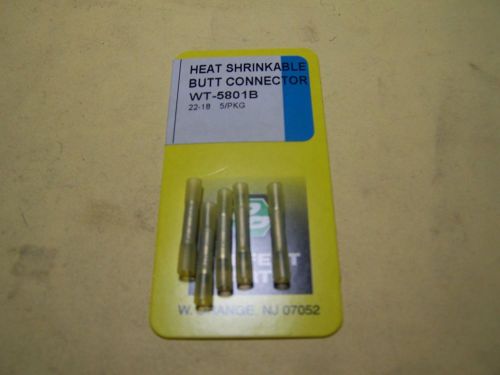 HEAT SHRINKABLE
BUTT CONNECTOR
WT-5801B
22-18 5/PKG
W. ORANGE, NJ 07052